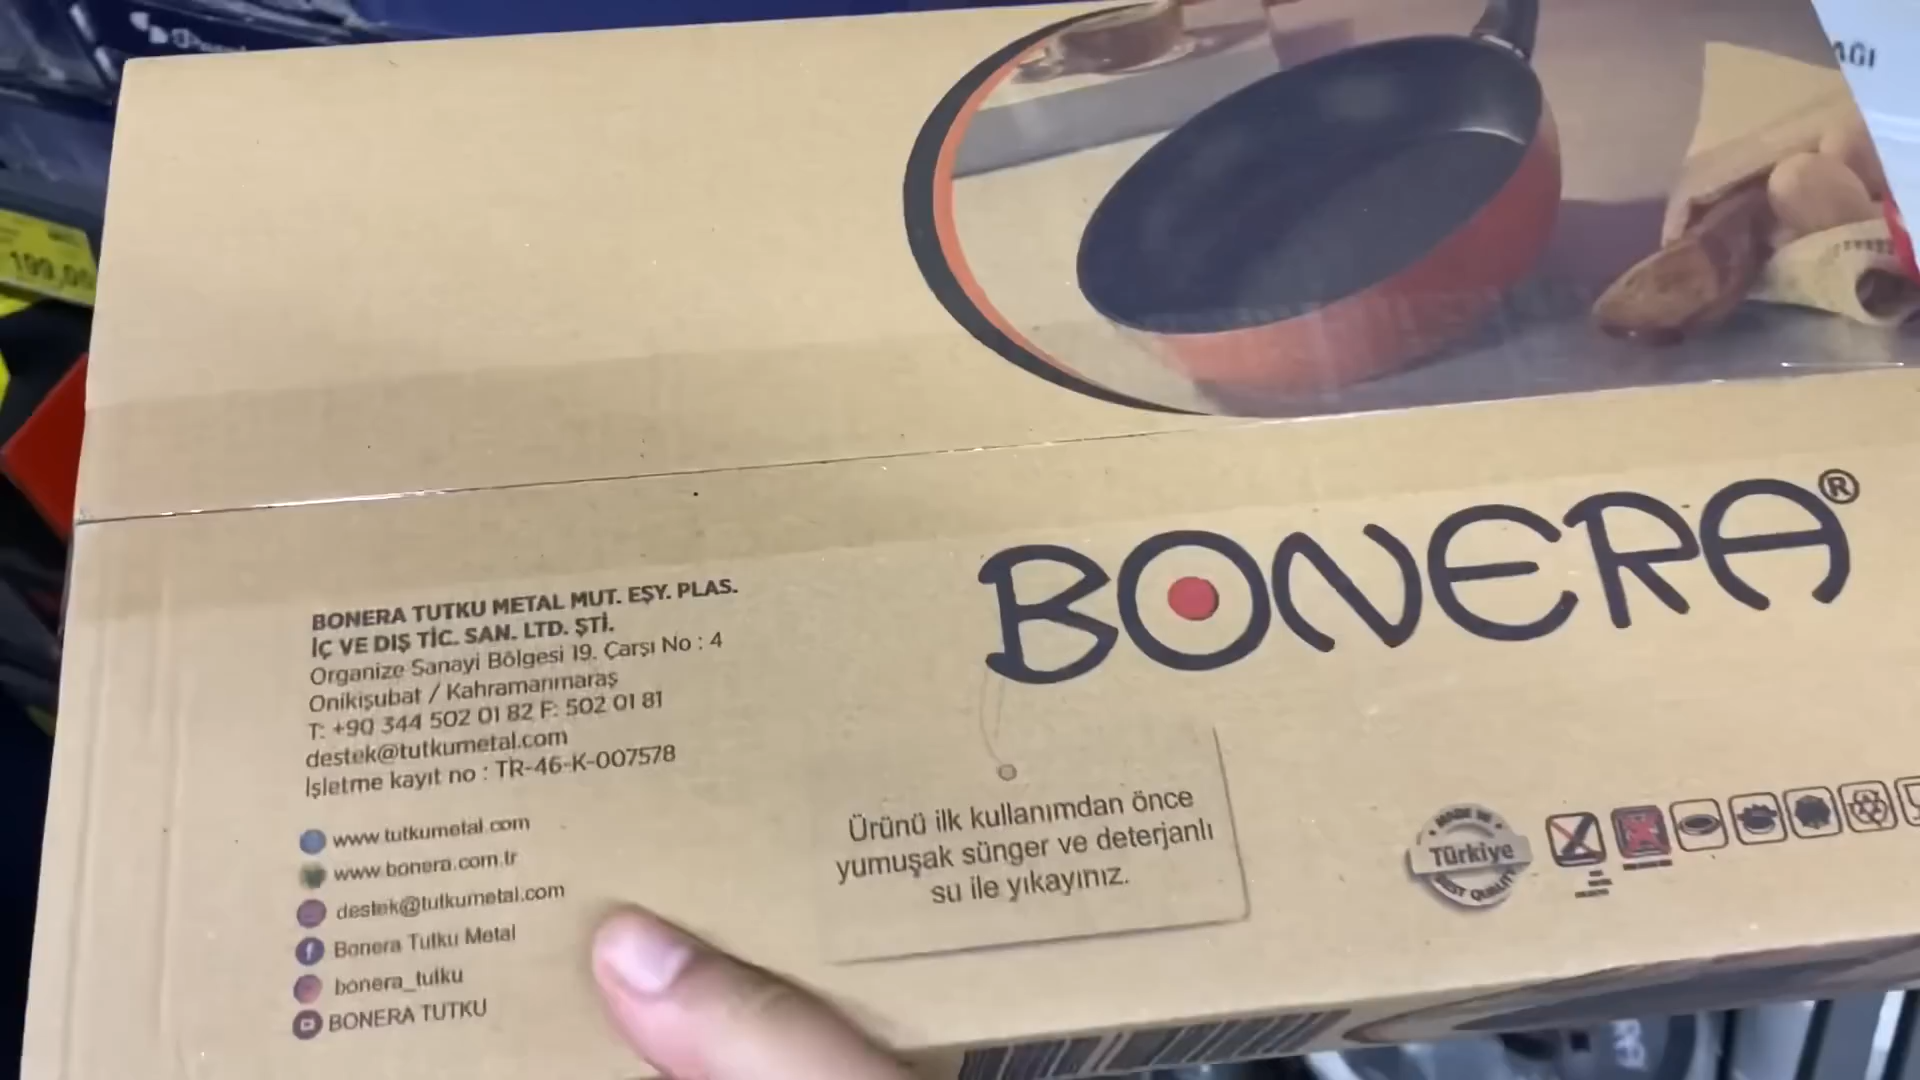 AĞI
199,00
BONERA®
BONERA TUTKU METAL MUT. EŞY. PLAS.
İÇ VE DIŞ TİC. SAN. LTD. ŞTİ.
Organize Sanayi Bölgesi 19. Çarşı No : 4
Onikişubat / Kahramanmaraş
T: +90 344 502 01 82 F: 502 01 81
destek@tutkumetal.com
İşletme kayıt no : TR-46-K-007578
www.tutkumetal.com
www.bonera.com.tr
destek@tutkumetal.com
Bonera Tutku Metal
bonera_tutku
BONERA TUTKU
Ürünü ilk kullanımdan önce
yumuşak sünger ve deterjanlı
su ile yıkayınız.
MADE IN
Türkiye
BEST QUALITY